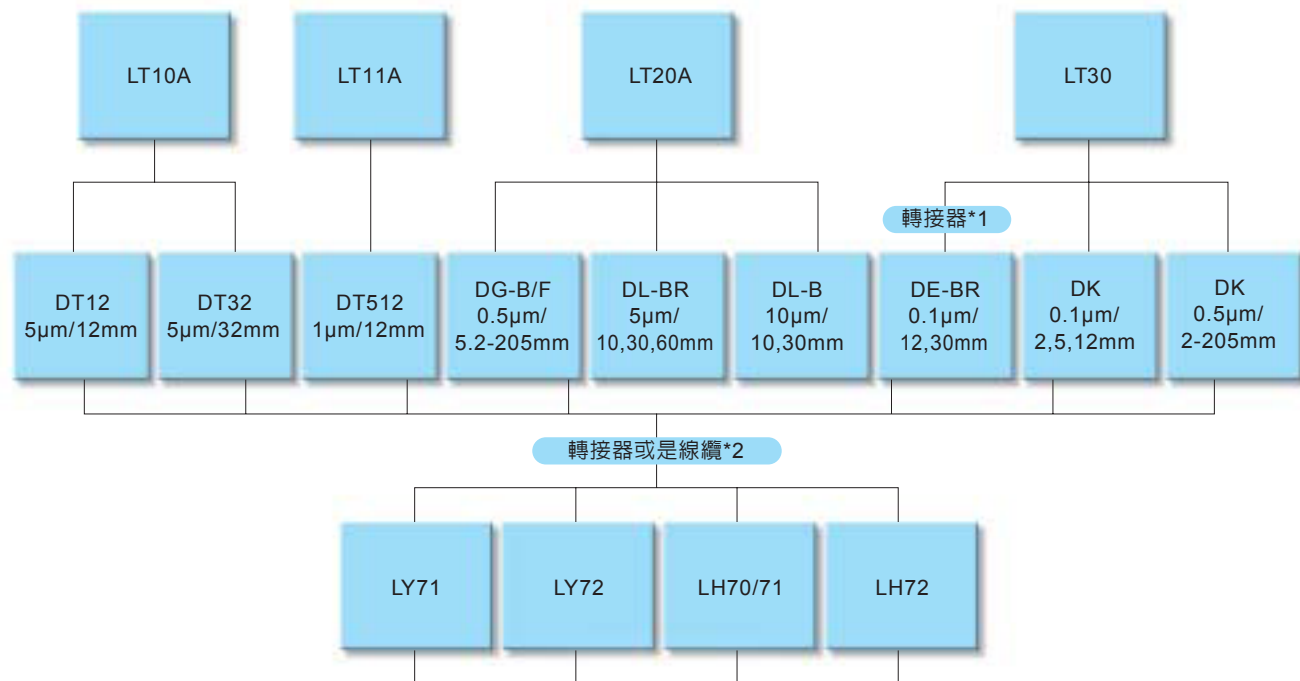 LT10A
LT11A
LT20A
LT30
轉接器*1
DT12
5μm/12mm
DT32
5μm/32mm
DT512
1μm/12mm
DG-B/F
0.5μm/
5.2-205mm
DL-BR
5μm/
10,30,60mm
DL-B
10μm/
10,30mm
DE-BR
0.1μm/
12,30mm
DK
0.1μm/
2,5,12mm
DK
0.5μm/
2-205mm
轉接器或是線纜*2
LY71
LY72
LH70/71
LH72